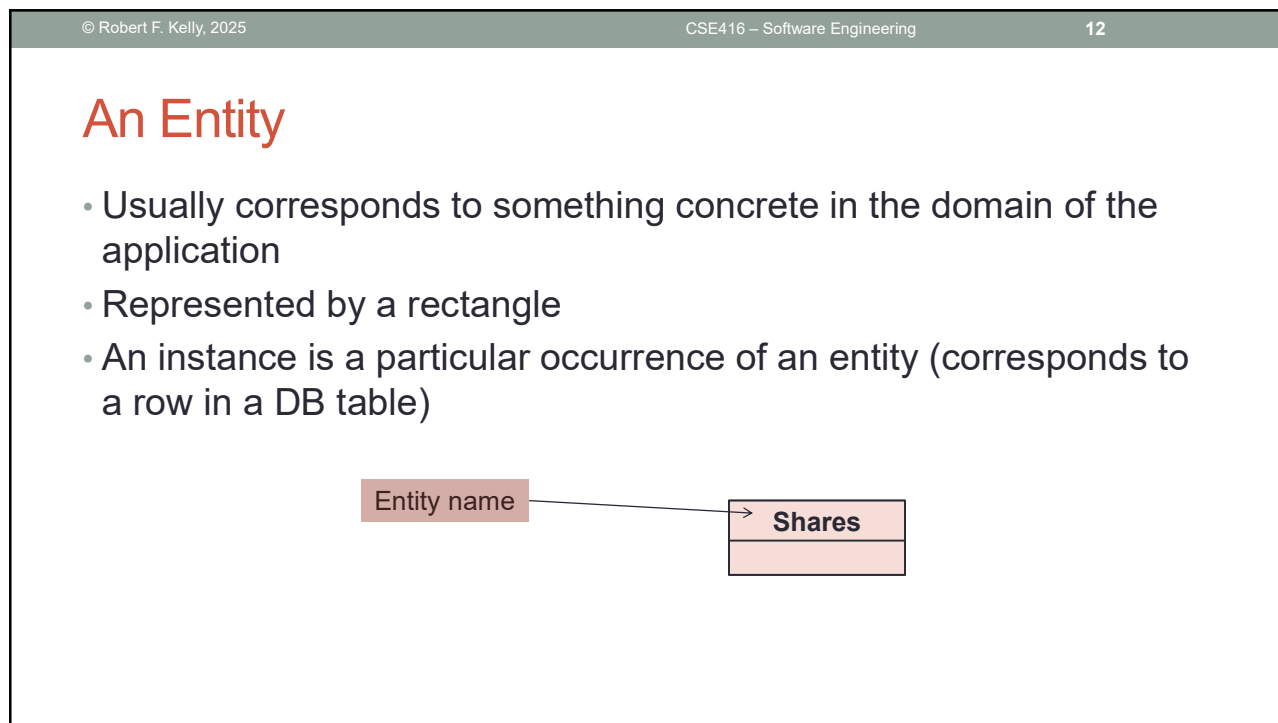 © Robert F. Kelly, 2025 CSE416 – Software Engineering 12
An Entity
• Usually corresponds to something concrete in the domain of the
application
• Represented by a rectangle
• An instance is a particular occurrence of an entity (corresponds to
a row in a DB table)
Entity name
Shares